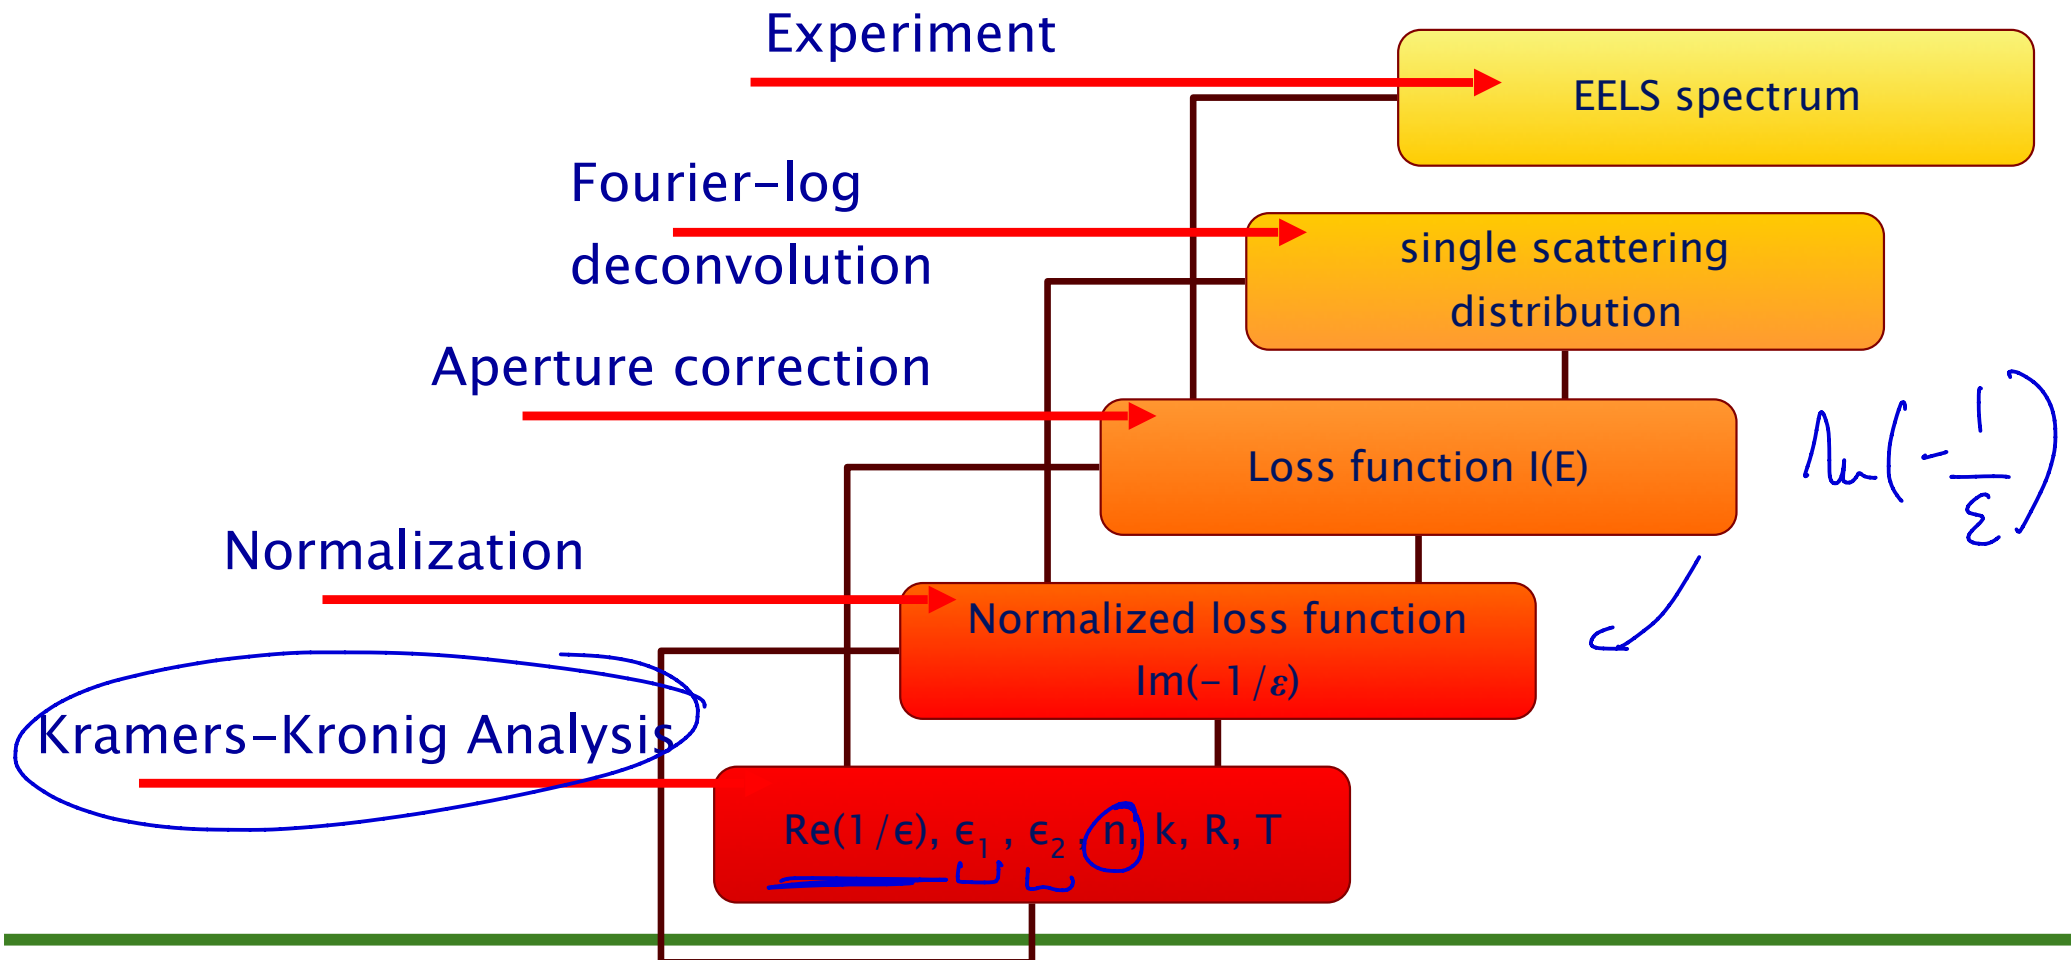 Experiment
EELS spectrum
Fourier-log
deconvolution
single scattering
distribution
Aperture correction
Loss function I(E)
Im(-1/ε)
Normalization
Normalized loss function
Im(-1/ε)
Kramers-Kronig Analysis
Re(1/ϵ), ϵ₁, ϵ₂, n, k, R, T